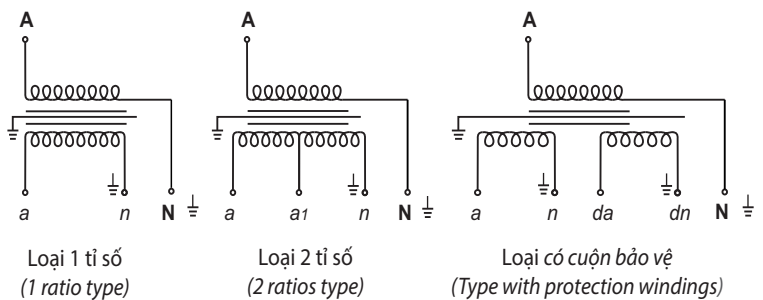 A A A
a n N a a1 n N a n da dn N
Loại 1 tỉ số Loại 2 tỉ số Loại có cuộn bảo vệ
(1 ratio type) (2 ratios type) (Type with protection windings)